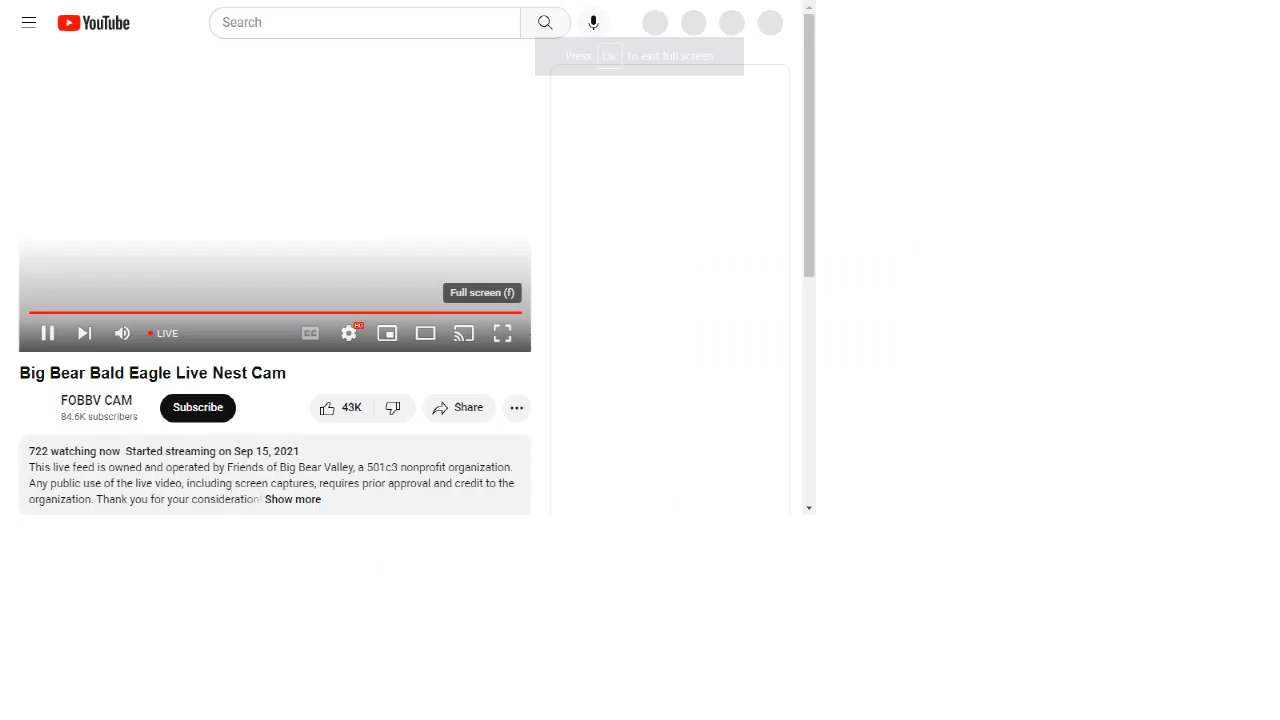 YouTube
Search
Press Esc to exit full screen
Full screen (f)
LIVE
CC
HD
Big Bear Bald Eagle Live Nest Cam
FOBBV CAM
84.6K subscribers
Subscribe
43K
Share
722 watching now Started streaming on Sep 15, 2021
This live feed is owned and operated by Friends of Big Bear Valley, a 501c3 nonprofit organization.
Any public use of the live video, including screen captures, requires prior approval and credit to the
organization. Thank you for your consideration! Show more